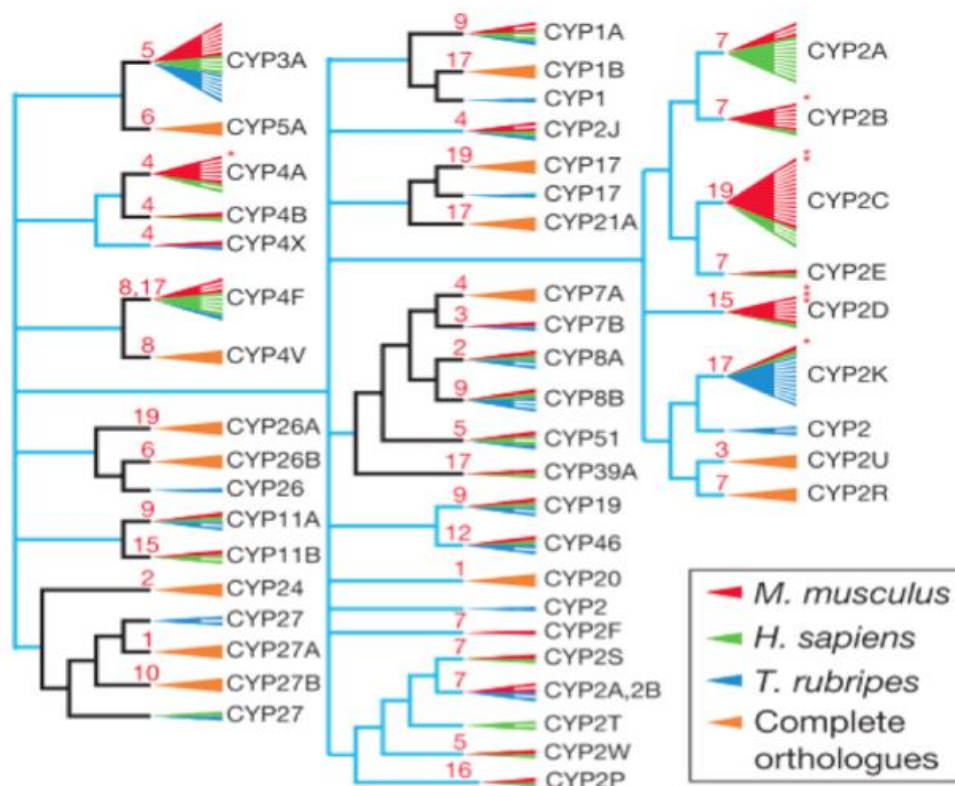 5
CYP3A
6
CYP5A
4
*
CYP4A
4
CYP4B
4
CYP4X
8,17
CYP4F
8
CYP4V
19
CYP26A
6
CYP26B
CYP26
9
CYP11A
15
CYP11B
2
CYP24
CYP27
1
CYP27A
10
CYP27B
CYP27
9
CYP1A
17
CYP1B
CYP1
4
CYP2J
19
CYP17
CYP17
17
CYP21A
4
CYP7A
3
CYP7B
2
CYP8A
9
CYP8B
5
CYP51
17
CYP39A
9
CYP19
12
CYP46
1
CYP20
CYP2
7
CYP2F
7
CYP2S
7
CYP2A,2B
CYP2T
5
CYP2W
16
CYP2P
7
CYP2A
7
*
CYP2B
19
**
CYP2C
7
CYP2E
15
***
CYP2D
17
*
CYP2K
CYP2
3
CYP2U
7
CYP2R
M. musculus
H. sapiens
T. rubripes
Complete
orthologues